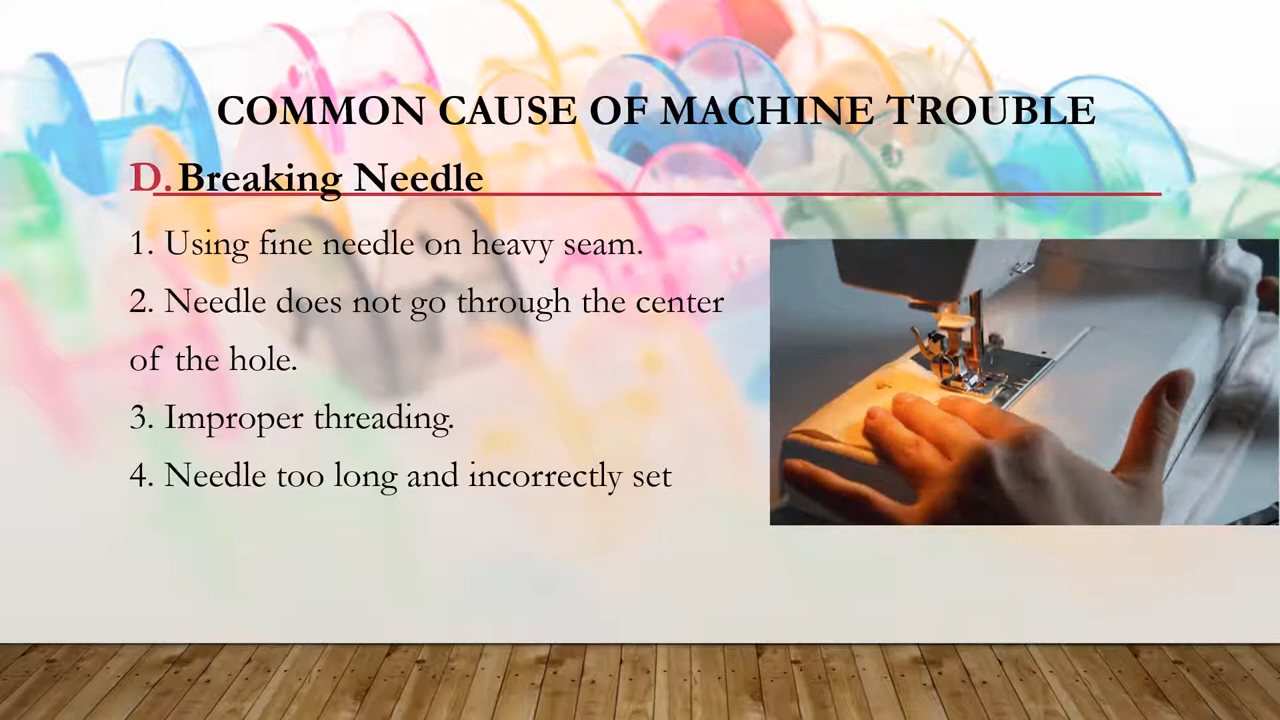 COMMON CAUSE OF MACHINE TROUBLE
D. Breaking Needle
1. Using fine needle on heavy seam.
2. Needle does not go through the center
of the hole.
3. Improper threading.
4. Needle too long and incorrectly set